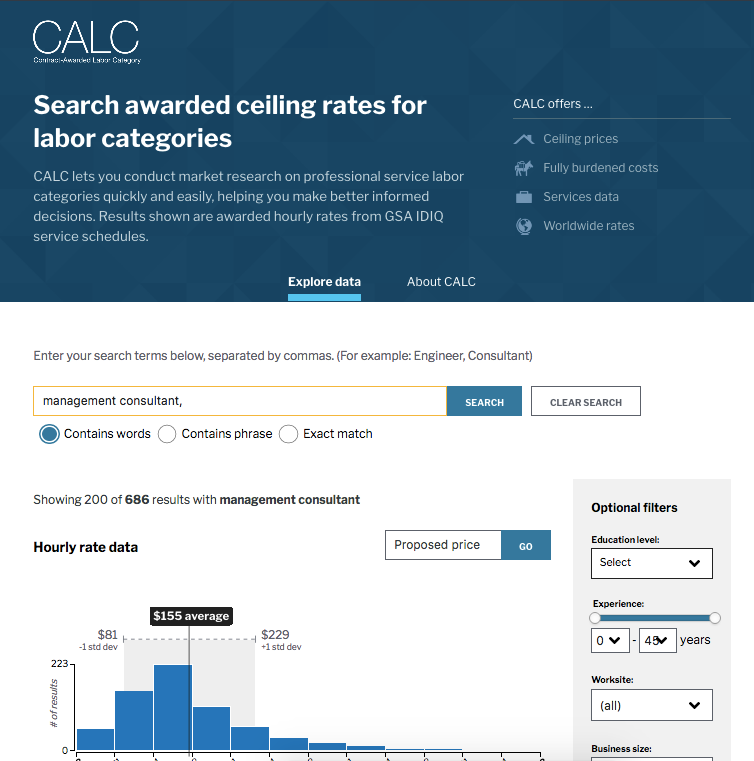 CALC
Contract-Awarded Labor Category
Search awarded ceiling rates for
labor categories
CALC lets you conduct market research on professional service labor
categories quickly and easily, helping you make better informed
decisions. Results shown are awarded hourly rates from GSA IDIQ
service schedules.
CALC offers ...
Ceiling prices
Fully burdened costs
Services data
Worldwide rates
Explore data
About CALC
Enter your search terms below, separated by commas. (For example: Engineer, Consultant)
management consultant,
SEARCH
CLEAR SEARCH
Contains words
Contains phrase
Exact match
Showing 200 of 686 results with management consultant
Hourly rate data
Proposed price
GO
$155 average
$81
-1 std dev
$229
+1 std dev
223
# of results
0
Optional filters
Education level:
Select
Experience:
0 - 45 years
Worksite:
(all)
Business size: